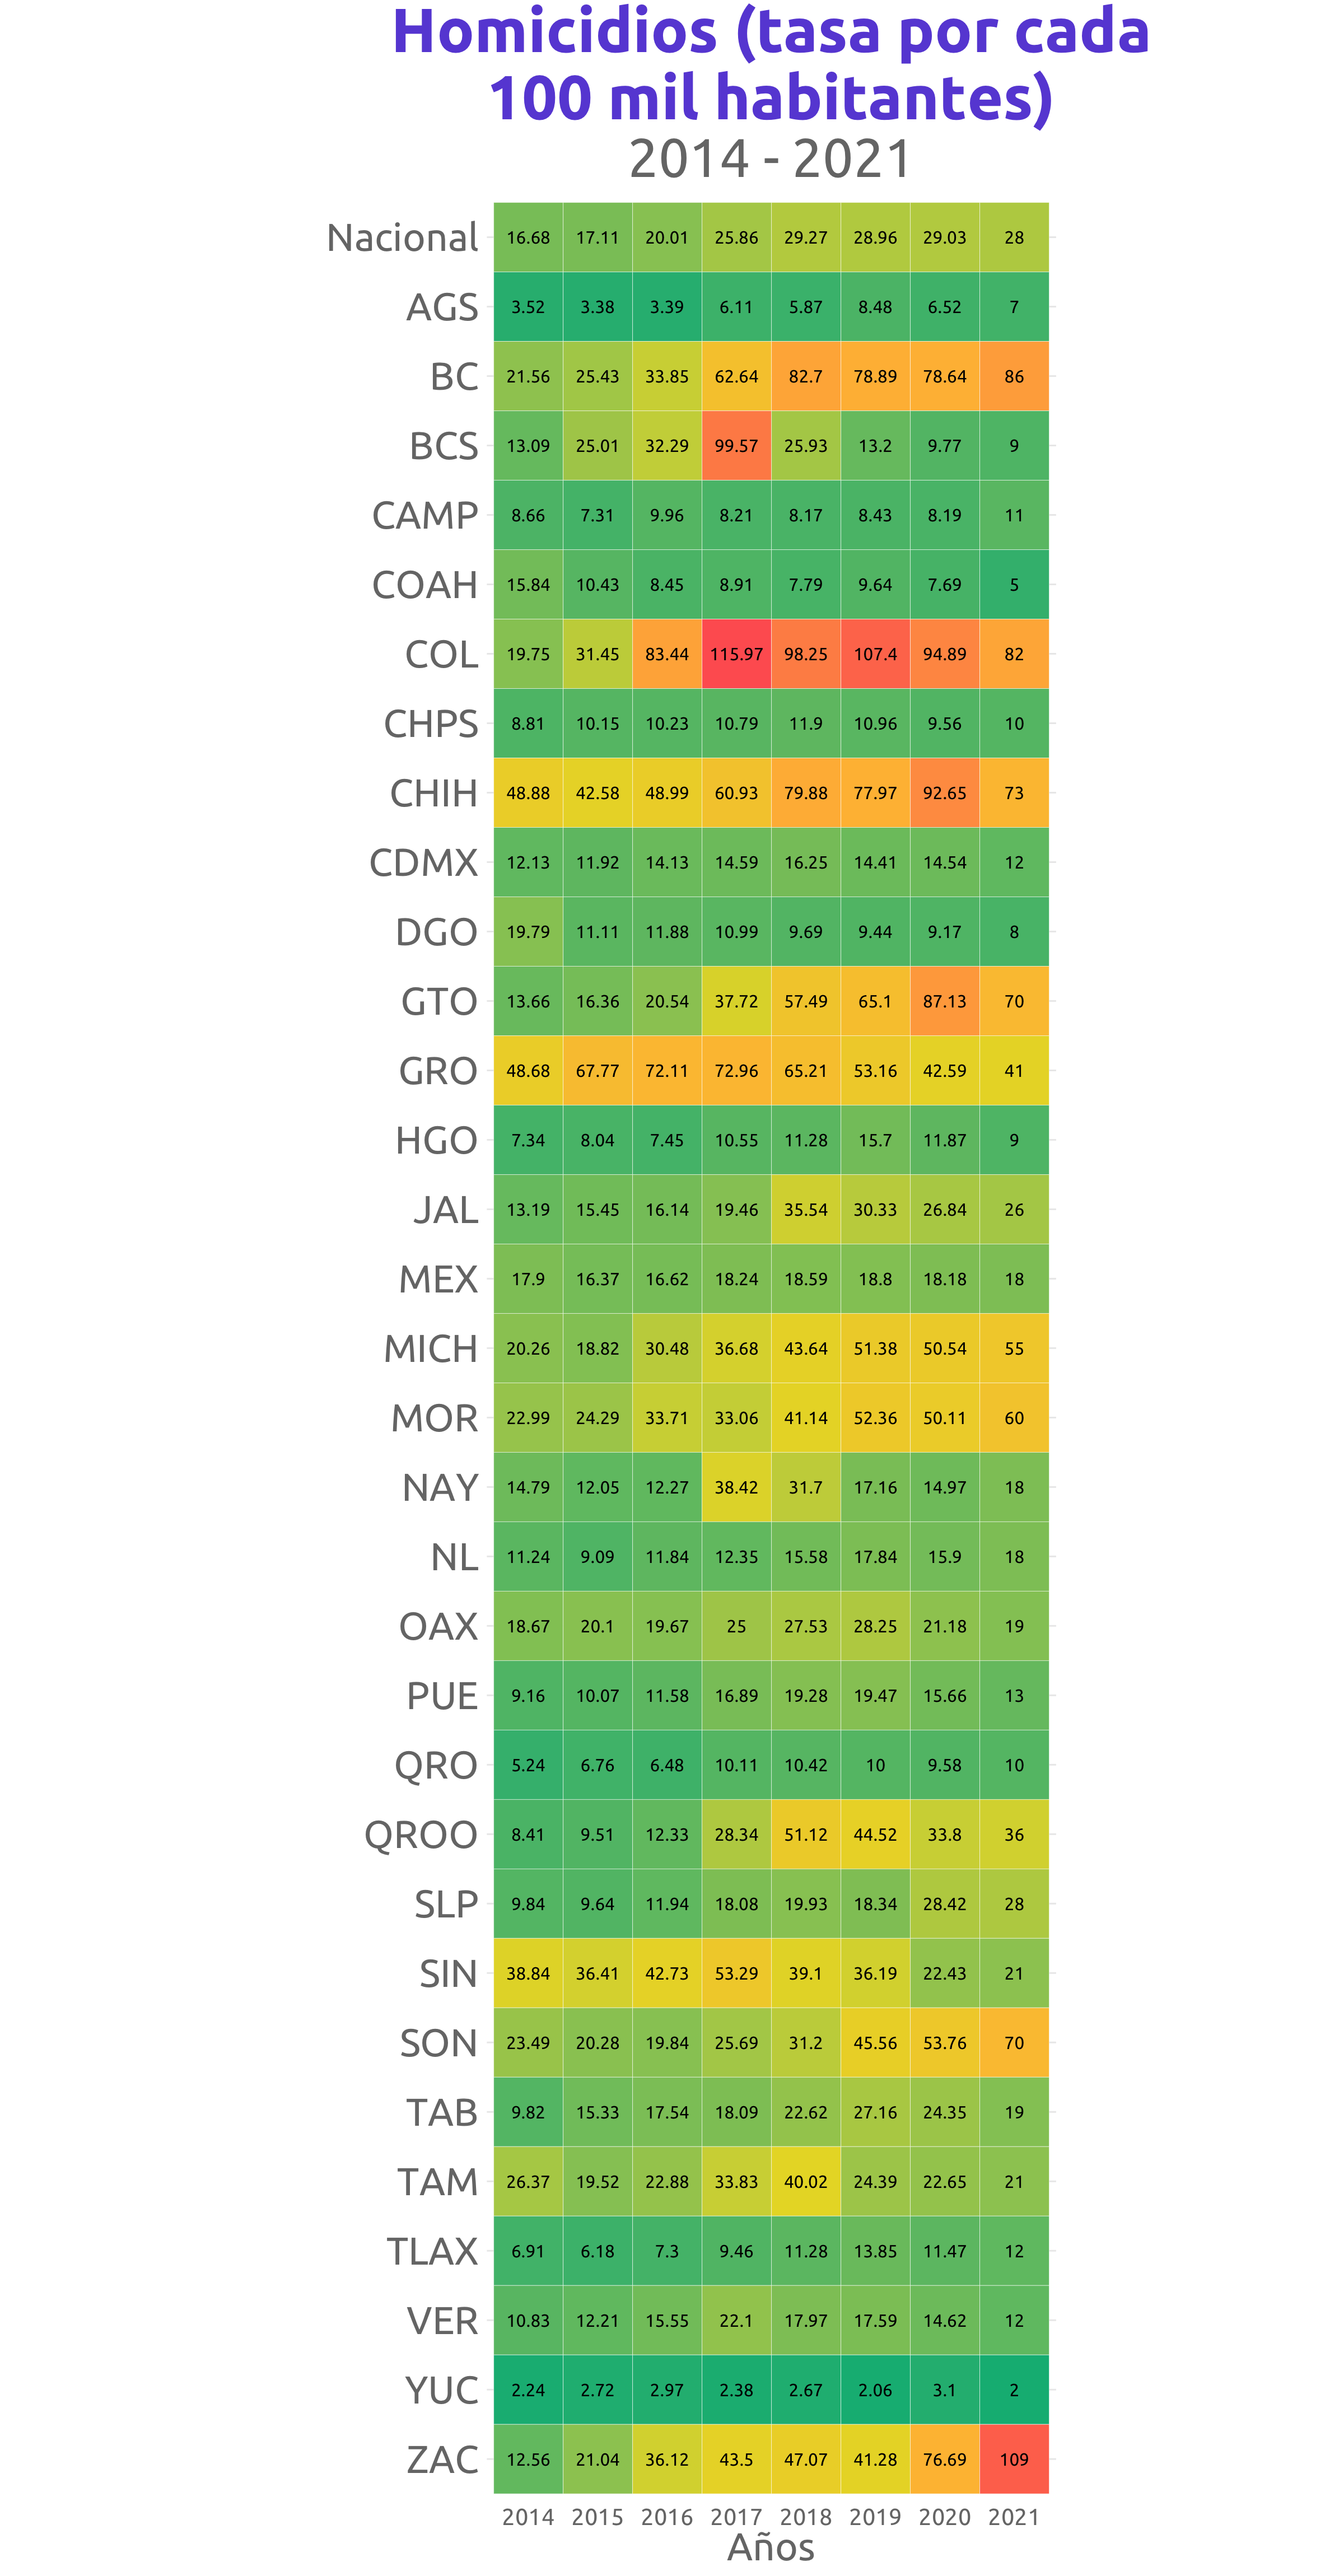 Homicidios (tasa por cada
100 mil habitantes)
2014 - 2021
Nacional 16.68 17.11 20.01 25.86 29.27 28.96 29.03 28
AGS 3.52 3.38 3.39 6.11 5.87 8.48 6.52 7
BC 21.56 25.43 33.85 62.64 82.7 78.89 78.64 86
BCS 13.09 25.01 32.29 99.57 25.93 13.2 9.77 9
CAMP 8.66 7.31 9.96 8.21 8.17 8.43 8.19 11
COAH 15.84 10.43 8.45 8.91 7.79 9.64 7.69 5
COL 19.75 31.45 83.44 115.97 98.25 107.4 94.89 82
CHPS 8.81 10.15 10.23 10.79 11.9 10.96 9.56 10
CHIH 48.88 42.58 48.99 60.93 79.88 77.97 92.65 73
CDMX 12.13 11.92 14.13 14.59 16.25 14.41 14.54 12
DGO 19.79 11.11 11.88 10.99 9.69 9.44 9.17 8
GTO 13.66 16.36 20.54 37.72 57.49 65.1 87.13 70
GRO 48.68 67.77 72.11 72.96 65.21 53.16 42.59 41
HGO 7.34 8.04 7.45 10.55 11.28 15.7 11.87 9
JAL 13.19 15.45 16.14 19.46 35.54 30.33 26.84 26
MEX 17.9 16.37 16.62 18.24 18.59 18.8 18.18 18
MICH 20.26 18.82 30.48 36.68 43.64 51.38 50.54 55
MOR 22.99 24.29 33.71 33.06 41.14 52.36 50.11 60
NAY 14.79 12.05 12.27 38.42 31.7 17.16 14.97 18
NL 11.24 9.09 11.84 12.35 15.58 17.84 15.9 18
OAX 18.67 20.1 19.67 25 27.53 28.25 21.18 19
PUE 9.16 10.07 11.58 16.89 19.28 19.47 15.66 13
QRO 5.24 6.76 6.48 10.11 10.42 10 9.58 10
QROO 8.41 9.51 12.33 28.34 51.12 44.52 33.8 36
SLP 9.84 9.64 11.94 18.08 19.93 18.34 28.42 28
SIN 38.84 36.41 42.73 53.29 39.1 36.19 22.43 21
SON 23.49 20.28 19.84 25.69 31.2 45.56 53.76 70
TAB 9.82 15.33 17.54 18.09 22.62 27.16 24.35 19
TAM 26.37 19.52 22.88 33.83 40.02 24.39 22.65 21
TLAX 6.91 6.18 7.3 9.46 11.28 13.85 11.47 12
VER 10.83 12.21 15.55 22.1 17.97 17.59 14.62 12
YUC 2.24 2.72 2.97 2.38 2.67 2.06 3.1 2
ZAC 12.56 21.04 36.12 43.5 47.07 41.28 76.69 109
2014 2015 2016 2017 2018 2019 2020 2021
Años